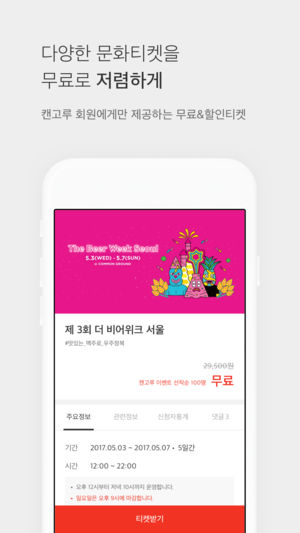 다양한 문화티켓을
무료로 저렴하게
캔고루 회원에게만 제공하는 무료&할인티켓
The Beer Week Seoul
5.3(WED) - 5.7(SUN)
in COMMON GROUND
제 3회 더 비어위크 서울
#맛있는_맥주로_우주정복
29,500원
캔고루 이벤트 선착순 100명 무료
주요정보 관련정보 신청자통계 댓글 3
기간 2017.05.03 ~ 2017.05.07 • 5일간
시간 12:00 ~ 22:00
• 오후 12시부터 저녁 10시까지 운영합니다.
• 일요일은 오후 9시에 마감합니다.
티켓받기